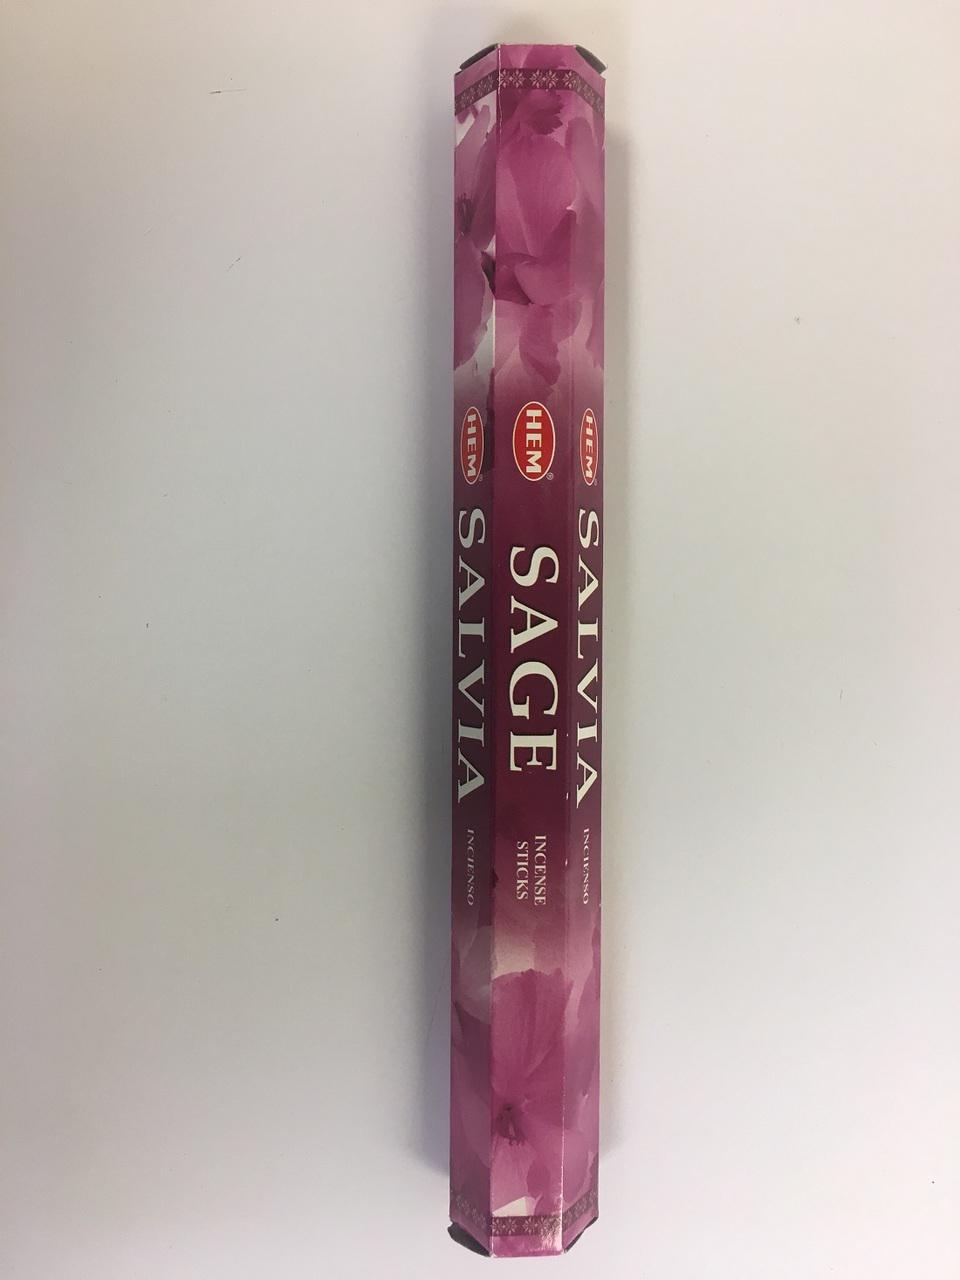 HEM®
SALVIA
INCIENSO
HEM®
SAGE
INCENSE
STICKS
HEM®
SALVIA
INCIENSO